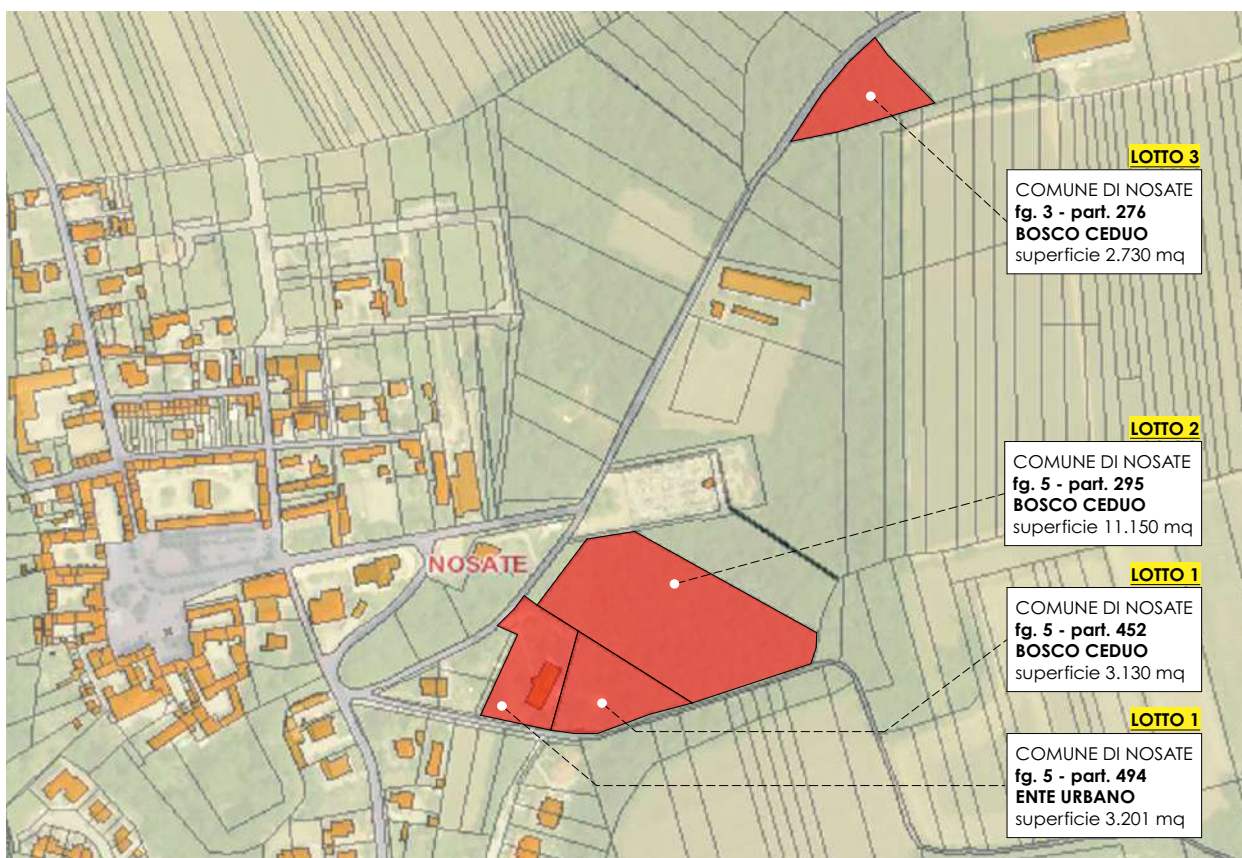 LOTTO 3
COMUNE DI NOSATE
fg. 3 - part. 276
BOSCO CEDUO
superficie 2.730 mq
LOTTO 2
COMUNE DI NOSATE
fg. 5 - part. 295
BOSCO CEDUO
superficie 11.150 mq
NOSATE
LOTTO 1
COMUNE DI NOSATE
fg. 5 - part. 452
BOSCO CEDUO
superficie 3.130 mq
LOTTO 1
COMUNE DI NOSATE
fg. 5 - part. 494
ENTE URBANO
superficie 3.201 mq